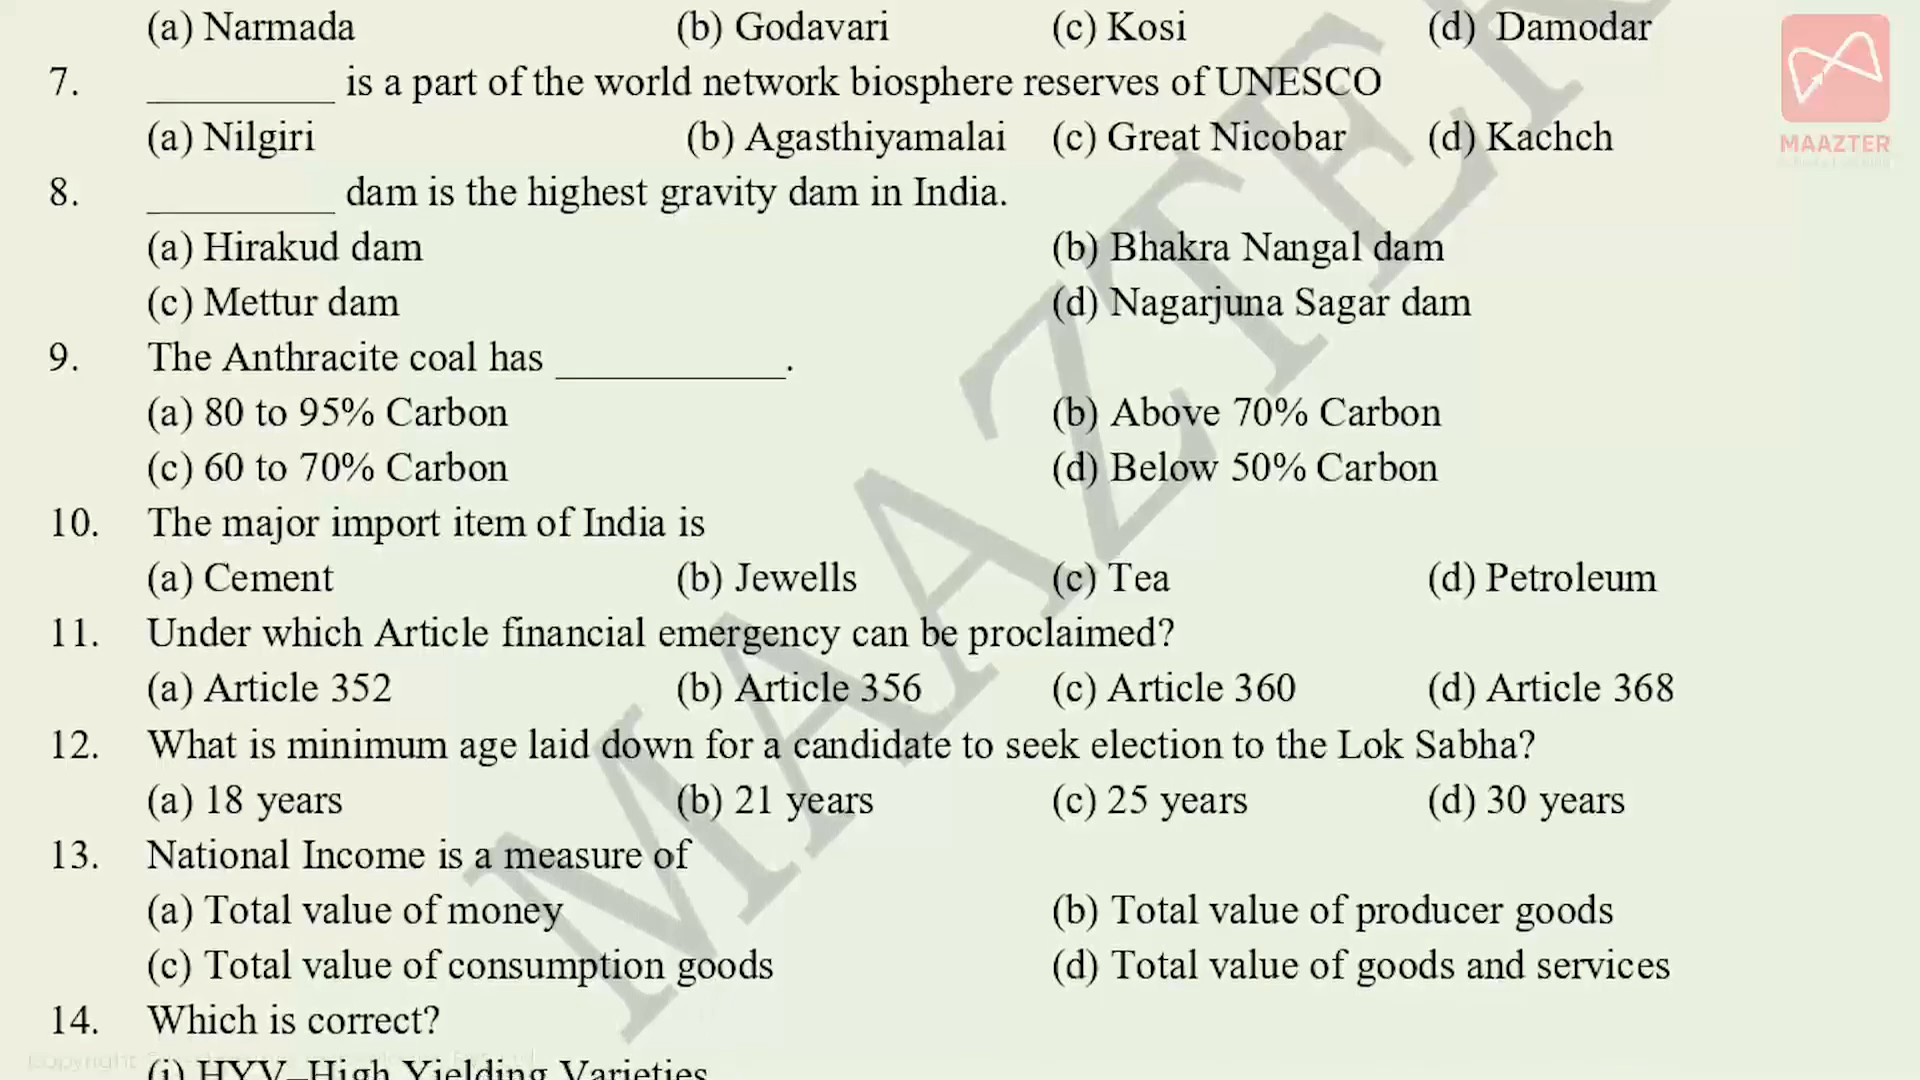 (a) Narmada (b) Godavari (c) Kosi (d) Damodar
MAAZTER
7. _________ is a part of the world network biosphere reserves of UNESCO
(a) Nilgiri (b) Agasthiyamalai (c) Great Nicobar (d) Kachch
8. _________ dam is the highest gravity dam in India.
(a) Hirakud dam (b) Bhakra Nangal dam
(c) Mettur dam (d) Nagarjuna Sagar dam
9. The Anthracite coal has ___________.
(a) 80 to 95% Carbon (b) Above 70% Carbon
(c) 60 to 70% Carbon (d) Below 50% Carbon
10. The major import item of India is
(a) Cement (b) Jewells (c) Tea (d) Petroleum
11. Under which Article financial emergency can be proclaimed?
(a) Article 352 (b) Article 356 (c) Article 360 (d) Article 368
12. What is minimum age laid down for a candidate to seek election to the Lok Sabha?
(a) 18 years (b) 21 years (c) 25 years (d) 30 years
13. National Income is a measure of
(a) Total value of money (b) Total value of producer goods
(c) Total value of consumption goods (d) Total value of goods and services
14. Which is correct?
Copyright
(i) HYV–High Yielding Varieties
MAAZTER